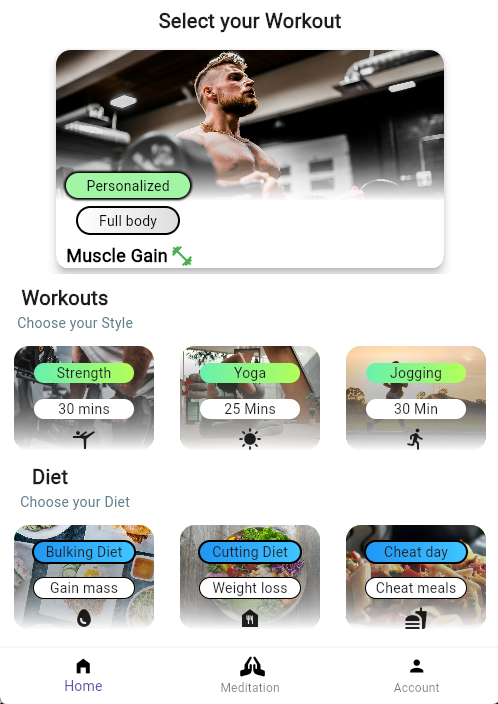 Select your Workout
Personalized
Full body
Muscle Gain
Workouts
Choose your Style
Strength
Yoga
Jogging
30 mins
25 Mins
30 Min
Diet
Choose your Diet
Bulking Diet
Cutting Diet
Cheat day
Gain mass
Weight loss
Cheat meals
Home
Meditation
Account